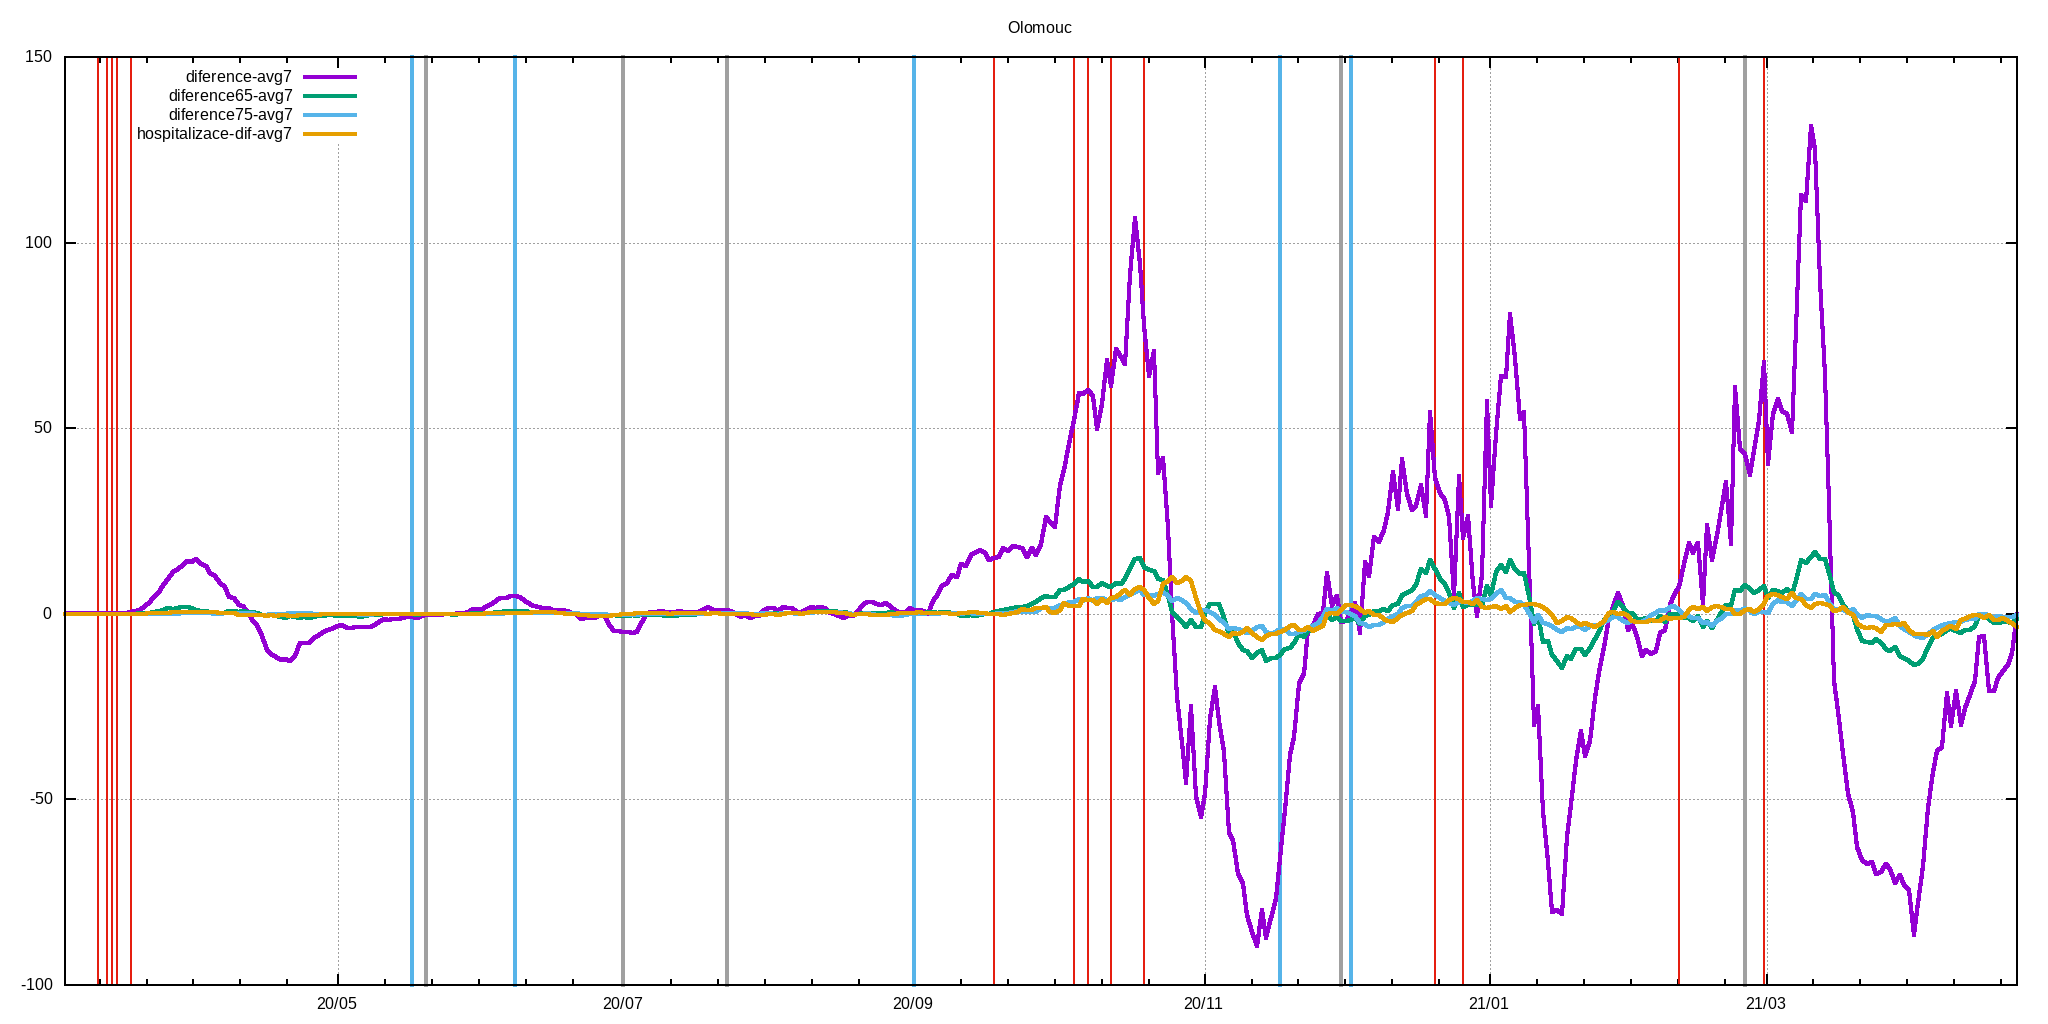 Olomouc
150
diference-avg7
diference65-avg7
diference75-avg7
hospitalizace-dif-avg7
100
50
0
-50
-100
20/05 20/07 20/09 20/11 21/01 21/03